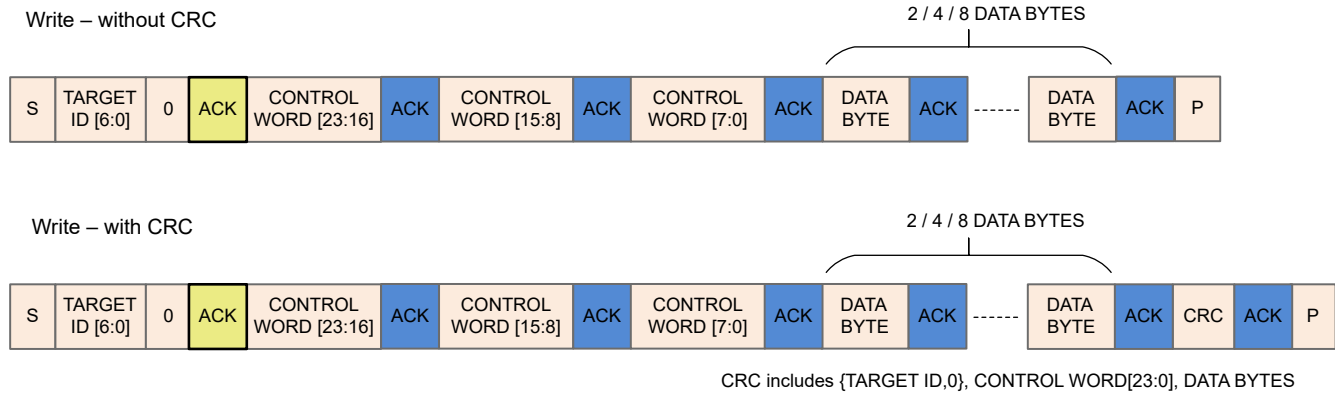 Write – without CRC
2 / 4 / 8 DATA BYTES
S
TARGET
ID [6:0]
0
ACK
CONTROL
WORD [23:16]
ACK
CONTROL
WORD [15:8]
ACK
CONTROL
WORD [7:0]
ACK
DATA
BYTE
ACK
DATA
BYTE
ACK
P
Write – with CRC
2 / 4 / 8 DATA BYTES
S
TARGET
ID [6:0]
0
ACK
CONTROL
WORD [23:16]
ACK
CONTROL
WORD [15:8]
ACK
CONTROL
WORD [7:0]
ACK
DATA
BYTE
ACK
DATA
BYTE
ACK
CRC
ACK
P
CRC includes {TARGET ID,0}, CONTROL WORD[23:0], DATA BYTES